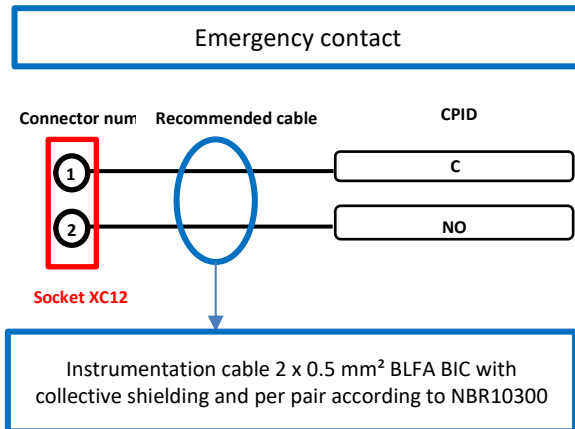 Emergency contact
Connector num Recommended cable CPID
1 C
2 NO
Socket XC12
Instrumentation cable 2 x 0.5 mm² BLFA BIC with
collective shielding and per pair according to NBR10300